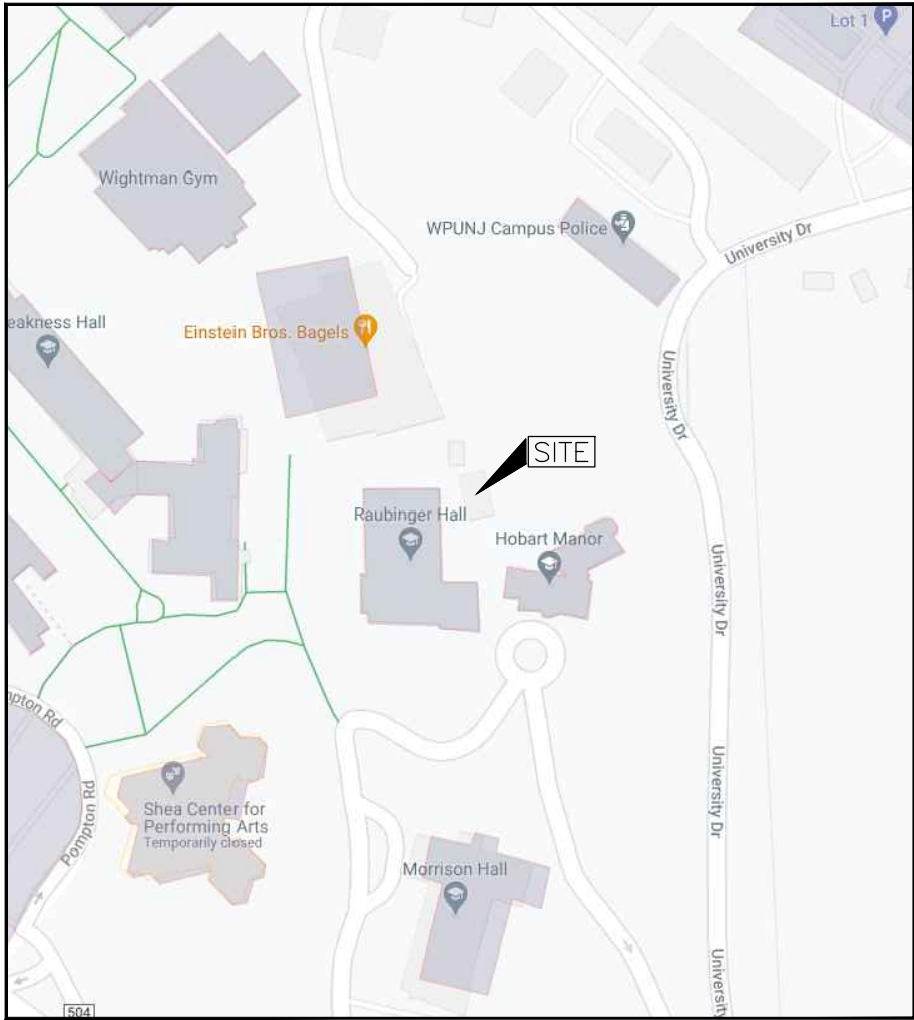 Lot 1
P
Wightman Gym
WPUNJ Campus Police
University Dr
eakness Hall
Einstein Bros. Bagels
University Dr
SITE
Raubinger Hall
Hobart Manor
University Dr
mpton Rd
University Dr
Pompton Rd
Shea Center for
Performing Arts
Temporarily closed
Morrison Hall
University
504